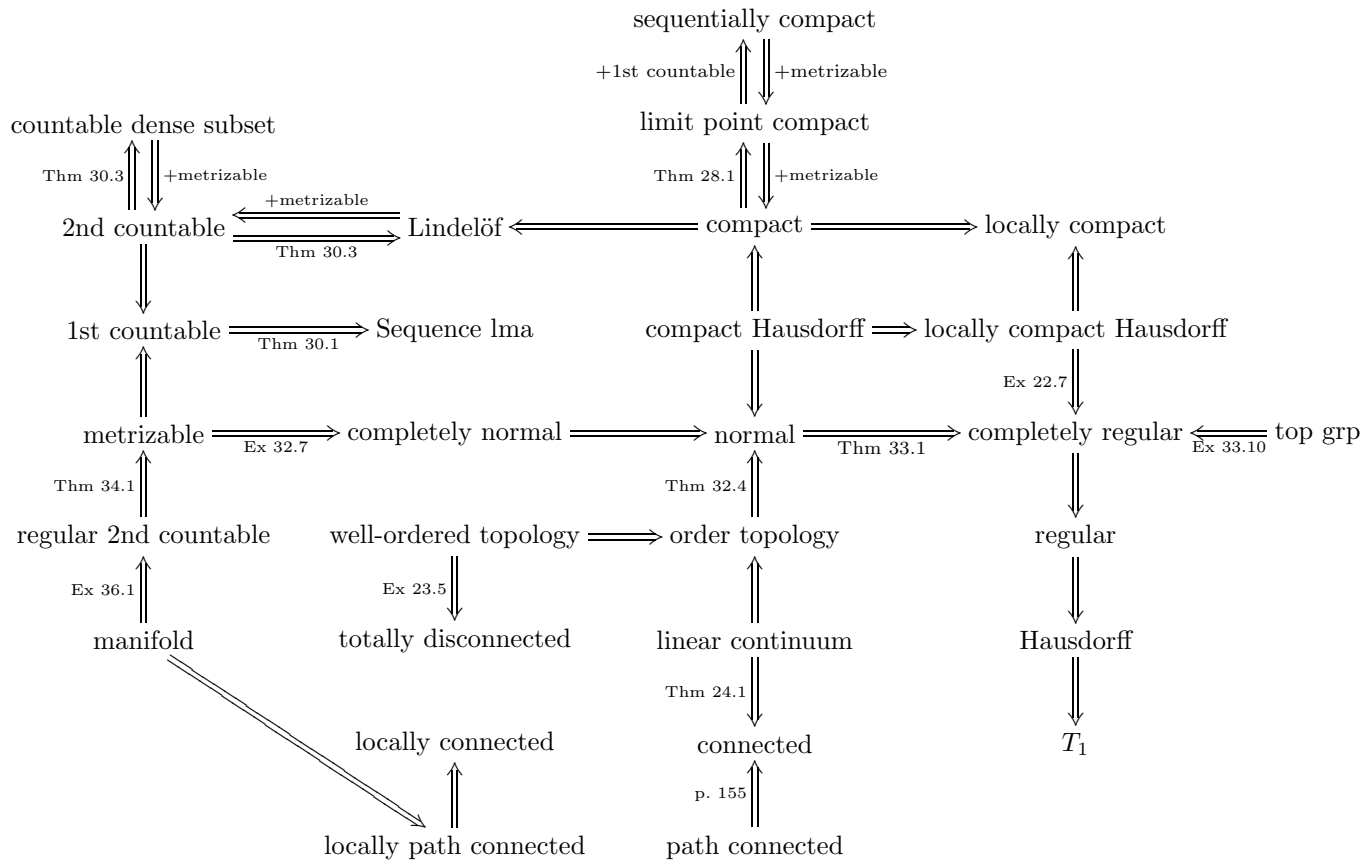 sequentially compact
+1st countable +metrizable
countable dense subset limit point compact
Thm 30.3 +metrizable Thm 28.1 +metrizable
+metrizable
2nd countable Lindelöf compact locally compact
Thm 30.3
1st countable Sequence lma compact Hausdorff locally compact Hausdorff
Thm 30.1
Ex 22.7
metrizable completely normal normal completely regular top grp
Ex 32.7 Thm 33.1 Ex 33.10
Thm 34.1 Thm 32.4
regular 2nd countable well-ordered topology order topology regular
Ex 36.1 Ex 23.5
manifold totally disconnected linear continuum Hausdorff
Thm 24.1
locally connected connected T₁
p. 155
locally path connected path connected